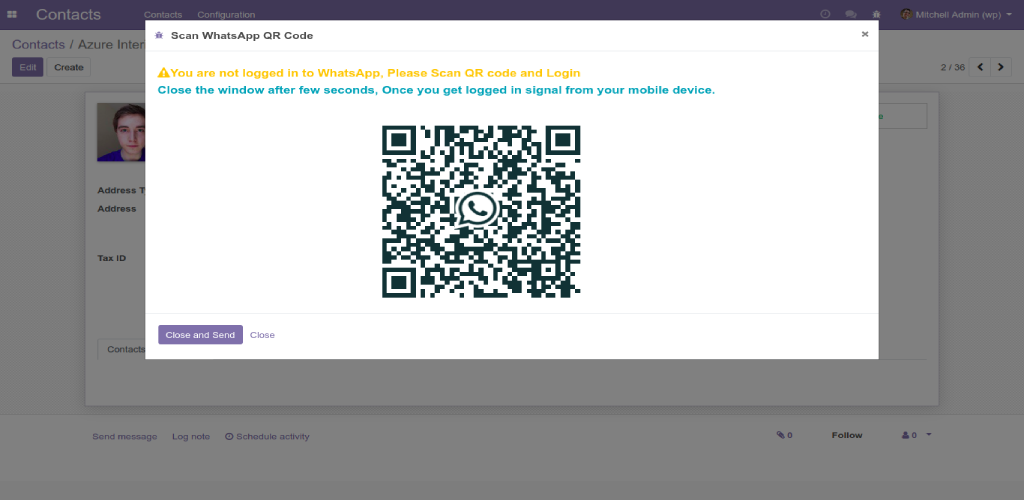 Contacts
Contacts Configuration
Mitchell Admin (wp)
Contacts / Azure Inter
Edit Create
2 / 36
Scan WhatsApp QR Code
×
You are not logged in to WhatsApp, Please Scan QR code and Login
Close the window after few seconds, Once you get logged in signal from your mobile device.
Address T
Address
Tax ID
Close and Send Close
Contacts
Send message Log note Schedule activity
0 Follow 0